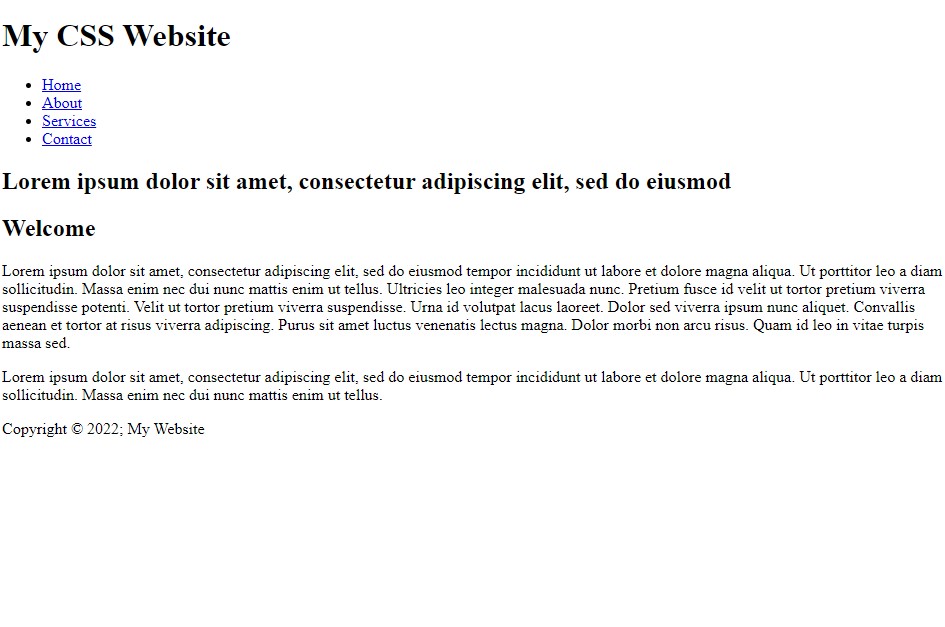 My CSS Website
Home
About
Services
Contact
Lorem ipsum dolor sit amet, consectetur adipiscing elit, sed do eiusmod
Welcome
Lorem ipsum dolor sit amet, consectetur adipiscing elit, sed do eiusmod tempor incididunt ut labore et dolore magna aliqua. Ut porttitor leo a diam
sollicitudin. Massa enim nec dui nunc mattis enim ut tellus. Ultricies leo integer malesuada nunc. Pretium fusce id velit ut tortor pretium viverra
suspendisse potenti. Velit ut tortor pretium viverra suspendisse. Urna id volutpat lacus laoreet. Dolor sed viverra ipsum nunc aliquet. Convallis
aenean et tortor at risus viverra adipiscing. Purus sit amet luctus venenatis lectus magna. Dolor morbi non arcu risus. Quam id leo in vitae turpis
massa sed.
Lorem ipsum dolor sit amet, consectetur adipiscing elit, sed do eiusmod tempor incididunt ut labore et dolore magna aliqua. Ut porttitor leo a diam
sollicitudin. Massa enim nec dui nunc mattis enim ut tellus.
Copyright © 2022; My Website